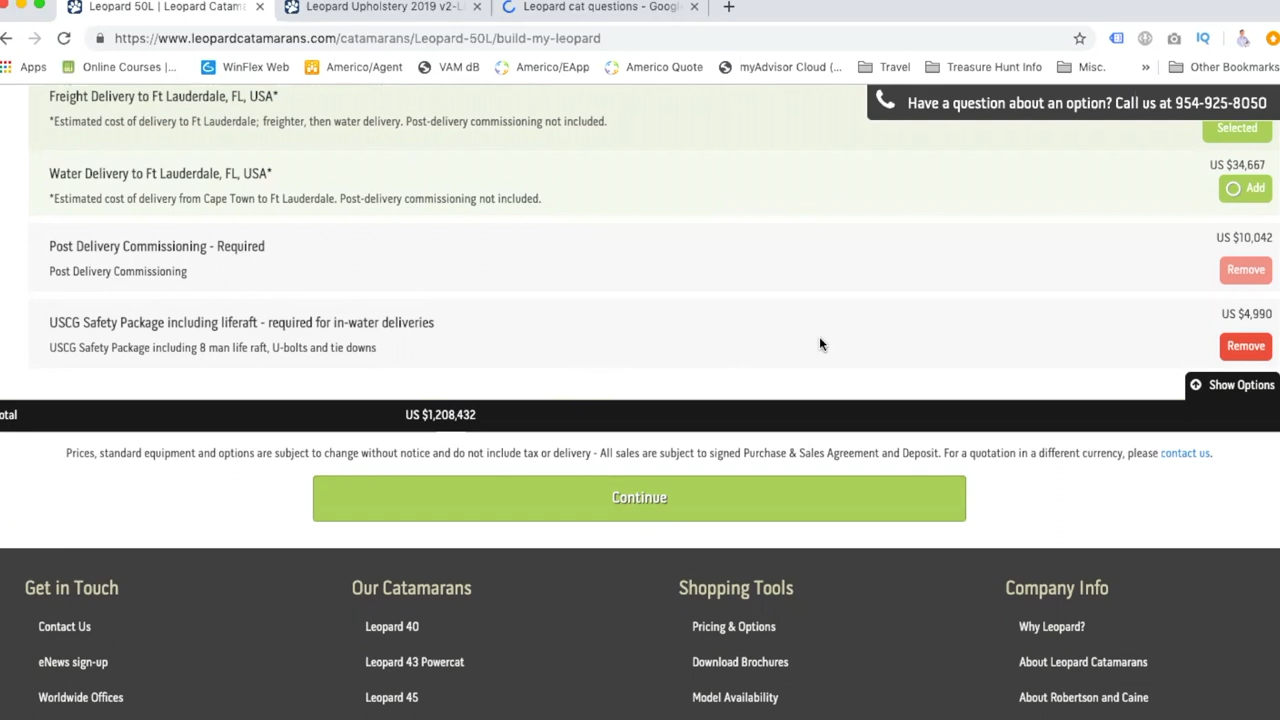 Leopard 50L | Leopard Catama
Leopard Upholstery 2019 v2-L
Leopard cat questions - Google
https://www.leopardcatamarans.com/catamarans/Leopard-50L/build-my-leopard
IQ
Apps
Online Courses |...
WinFlex Web
Americo/Agent
VAM dB
Americo/EApp
Americo Quote
myAdvisor Cloud (...
Travel
Treasure Hunt Info
Misc.
»
Other Bookmarks
Freight Delivery to Ft Lauderdale, FL, USA*
Have a question about an option? Call us at 954-925-8050
*Estimated cost of delivery to Ft Lauderdale; freighter, then water delivery. Post-delivery commissioning not included.
Selected
Water Delivery to Ft Lauderdale, FL, USA*
US $34,667
Add
*Estimated cost of delivery from Cape Town to Ft Lauderdale. Post-delivery commissioning not included.
Post Delivery Commissioning - Required
US $10,042
Post Delivery Commissioning
Remove
USCG Safety Package including liferaft - required for in-water deliveries
US $4,990
USCG Safety Package including 8 man life raft, U-bolts and tie downs
Remove
Show Options
otal
US $1,208,432
Prices, standard equipment and options are subject to change without notice and do not include tax or delivery - All sales are subject to signed Purchase & Sales Agreement and Deposit. For a quotation in a different currency, please contact us.
Continue
Get in Touch
Our Catamarans
Shopping Tools
Company Info
Contact Us
Leopard 40
Pricing & Options
Why Leopard?
eNews sign-up
Leopard 43 Powercat
Download Brochures
About Leopard Catamarans
Worldwide Offices
Leopard 45
Model Availability
About Robertson and Caine